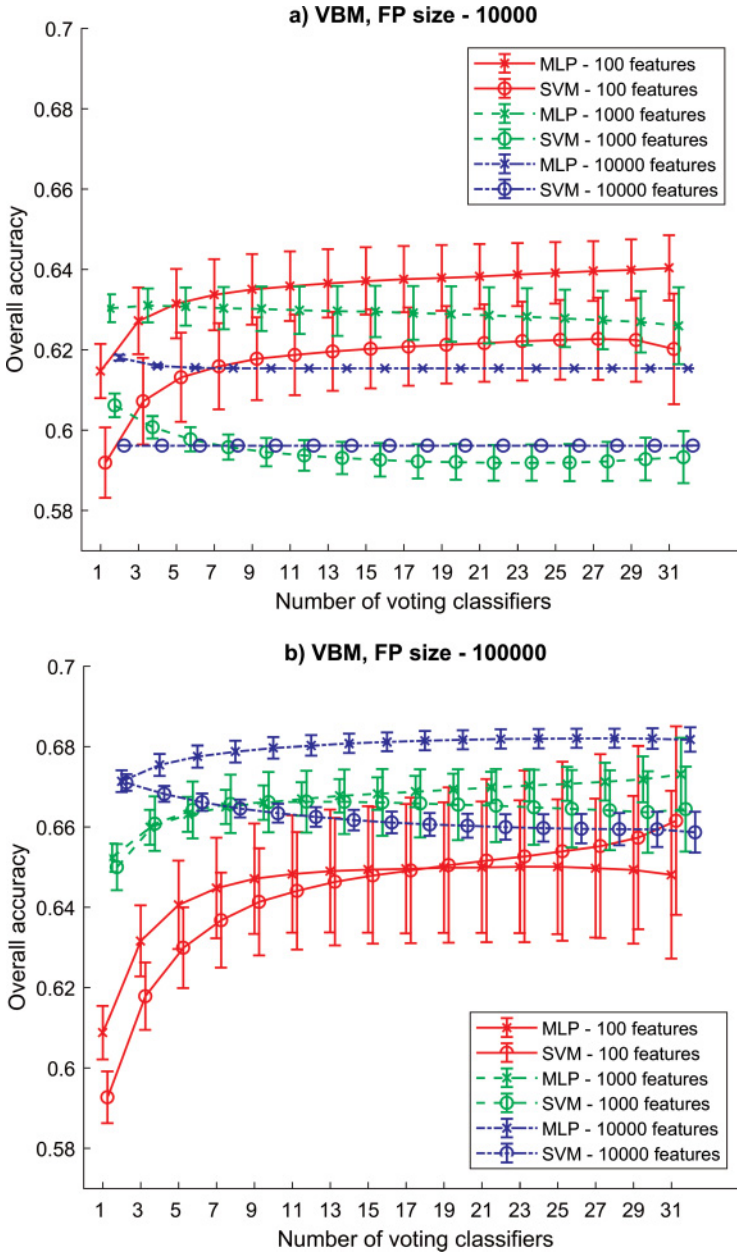 a) VBM, FP size - 10000
0.7
0.68
0.66
0.64
0.62
0.6
0.58
Overall accuracy
MLP - 100 features
SVM - 100 features
MLP - 1000 features
SVM - 1000 features
MLP - 10000 features
SVM - 10000 features
1 3 5 7 9 11 13 15 17 19 21 23 25 27 29 31
Number of voting classifiers
b) VBM, FP size - 100000
0.7
0.68
0.66
0.64
0.62
0.6
0.58
Overall accuracy
MLP - 100 features
SVM - 100 features
MLP - 1000 features
SVM - 1000 features
MLP - 10000 features
SVM - 10000 features
1 3 5 7 9 11 13 15 17 19 21 23 25 27 29 31
Number of voting classifiers